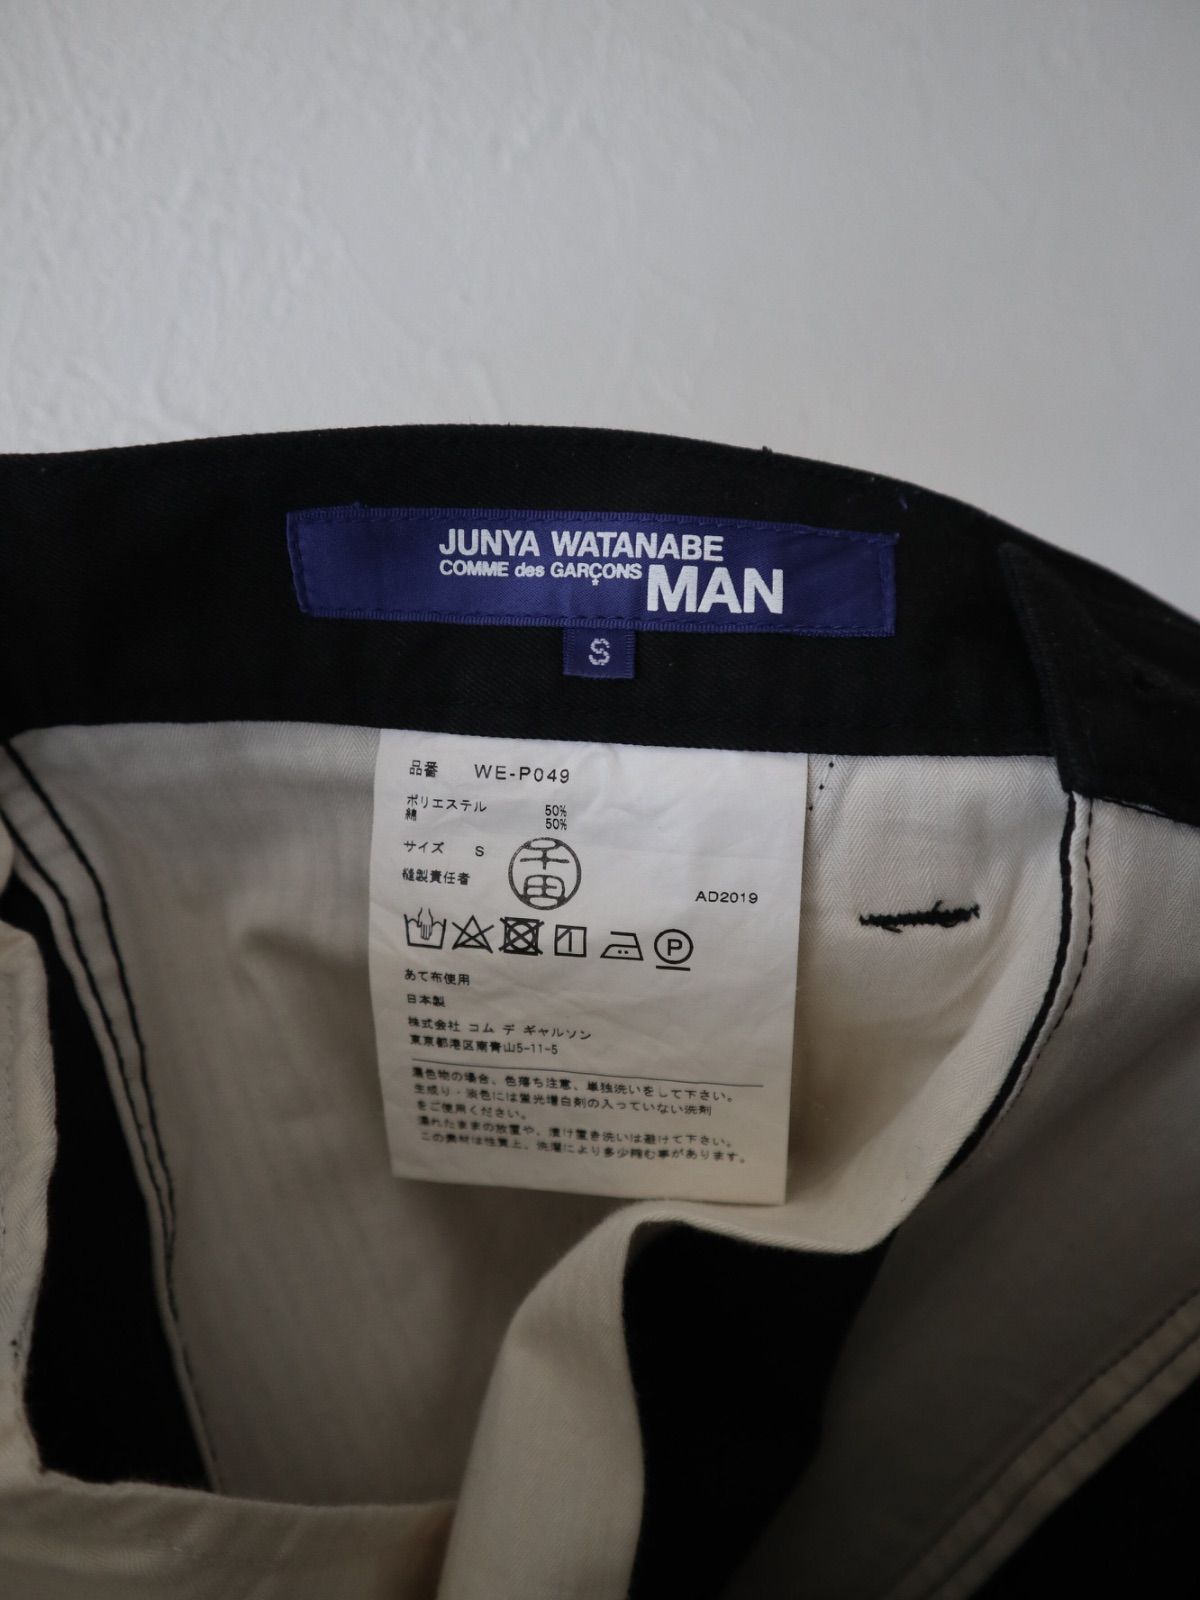 JUNYA WATANABE
COMME des GARÇONS MAN
S
品番 WE-P049
ポリエステル 50%
綿 50%
サイズ S
千田
縫製責任者
AD2019
P
あて布使用
日本製
株式会社 コム デ ギャルソン
東京都港区南青山5-11-5
濃色物の場合、色落ち注意、単独洗いをして下さい。
生成り・淡色には蛍光増白剤の入っていない洗剤
をご使用ください。
濡れたままの放置や、漬け置き洗いは避けて下さい。
この素材は性質上、洗濯により多少縮む事があります。